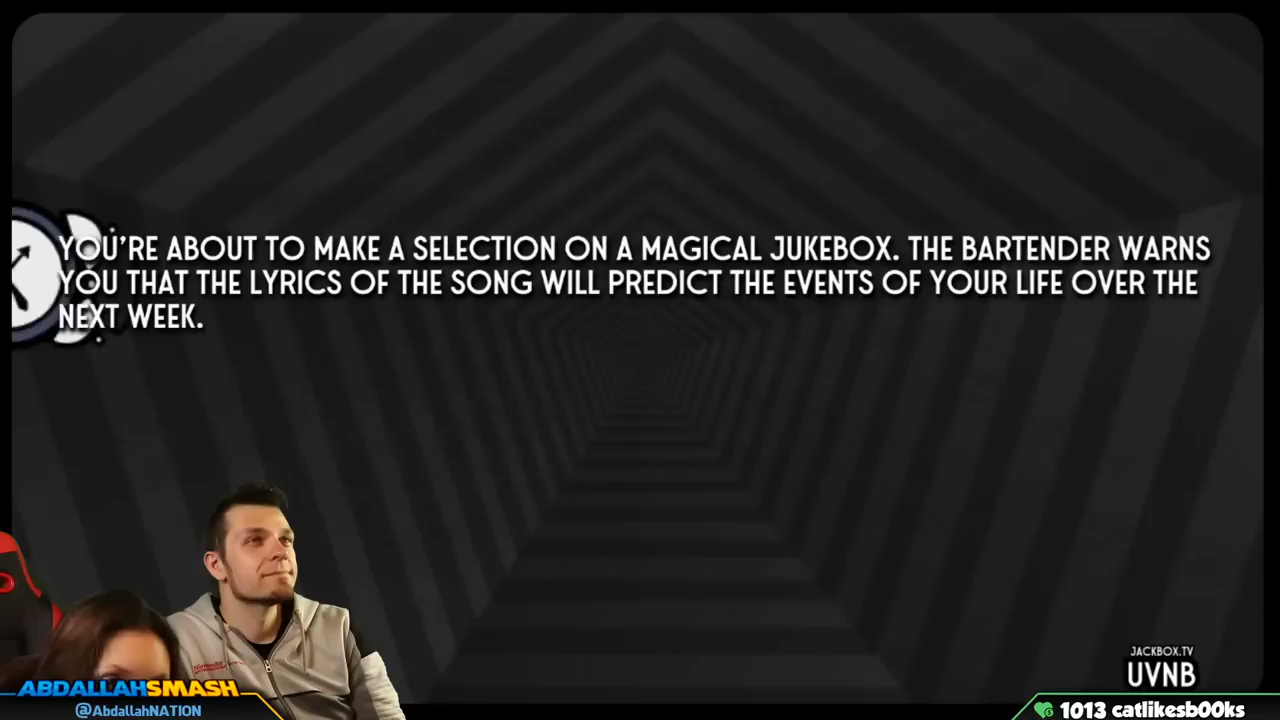 YOU'RE ABOUT TO MAKE A SELECTION ON A MAGICAL JUKEBOX. THE BARTENDER WARNS
YOU THAT THE LYRICS OF THE SONG WILL PREDICT THE EVENTS OF YOUR LIFE OVER THE
NEXT WEEK.
JACKBOX.TV
UVNB
ABDALLAHSMASH
@AbdallahNATION
1013 catlikesb00ks